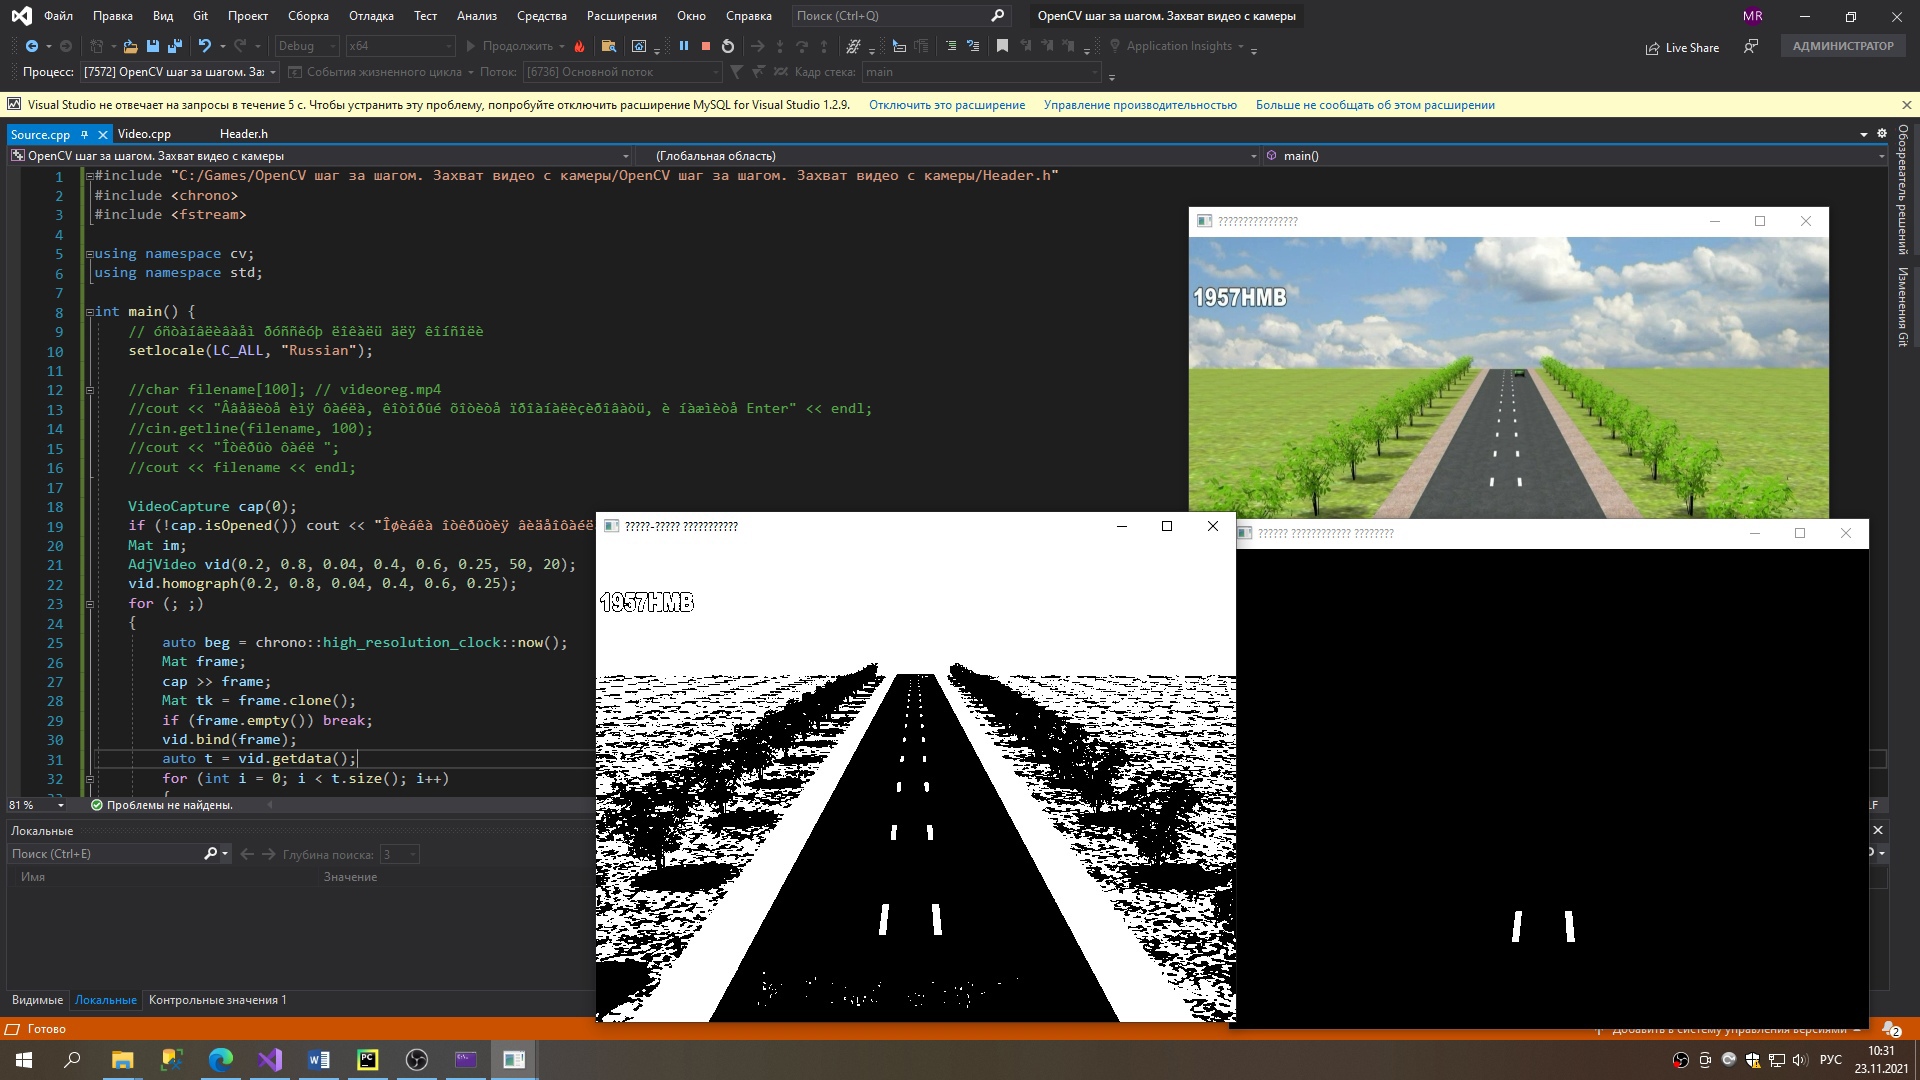 Файл Правка Вид Git Проект Сборка Отладка Тест Анализ Средства Расширения Окно Справка Поиск (Ctrl+Q) OpenCV шаг за шагом. Захват видео с камеры MR
Debug x64 Продолжить Application Insights Live Share АДМИНИСТРАТОР
Процесс: [7572] OpenCV шаг за шагом. За События жизненного цикла Поток: [6736] Основной поток Кадр стека: main
Visual Studio не отвечает на запросы в течение 5 с. Чтобы устранить эту проблему, попробуйте отключить расширение MySQL for Visual Studio 1.2.9. Отключить это расширение Управление производительностью Больше не сообщать об этом расширении
Source.cpp Video.cpp Header.h
OpenCV шаг за шагом. Захват видео с камеры (Глобальная область) main()
Обозреватель решений
Изменения Git
1 #include "C:/Games/OpenCV шаг за шагом. Захват видео с камеры/OpenCV шаг за шагом. Захват видео с камеры/Header.h"
2 #include <chrono>
3 #include <fstream>
4
5 using namespace cv;
6 using namespace std;
7
8 int main() {
9 // óñòàíàâëèâàåì ðóññêóþ ëîêàëü äëÿ êîíñîëè
10 setlocale(LC_ALL, "Russian");
11
12 //char filename[100]; // videoreg.mp4
13 //cout << "Ââåäèòå èìÿ ôàéëà, êîòîðûé õîòèòå ïðîàíàëèçèðîâàòü, è íàæìèòå Enter" << endl;
14 //cin.getline(filename, 100);
15 //cout << "Îòêðûò ôàéë ";
16 //cout << filename << endl;
17
18 VideoCapture cap(0);
19 if (!cap.isOpened()) cout << "Îøèáêà îòêðûòèÿ âèäåîôàéë
20 Mat im;
21 AdjVideo vid(0.2, 0.8, 0.04, 0.4, 0.6, 0.25, 50, 20);
22 vid.homograph(0.2, 0.8, 0.04, 0.4, 0.6, 0.25);
23 for (; ;)
24 {
25 auto beg = chrono::high_resolution_clock::now();
26 Mat frame;
27 cap >> frame;
28 Mat tk = frame.clone();
29 if (frame.empty()) break;
30 vid.bind(frame);
31 auto t = vid.getdata();
32 for (int i = 0; i < t.size(); i++)
????????????????
1957HMB
?????-????? ???????????
1957HMB
?????? ???????????? ????????
81 % Проблемы не найдены.
Локальные
Поиск (Ctrl+E) Глубина поиска: 3
Имя Значение
Видимые Локальные Контрольные значения 1
Готово Добавить в систему управления версиями 2
РУС 10:31
23.11.2021